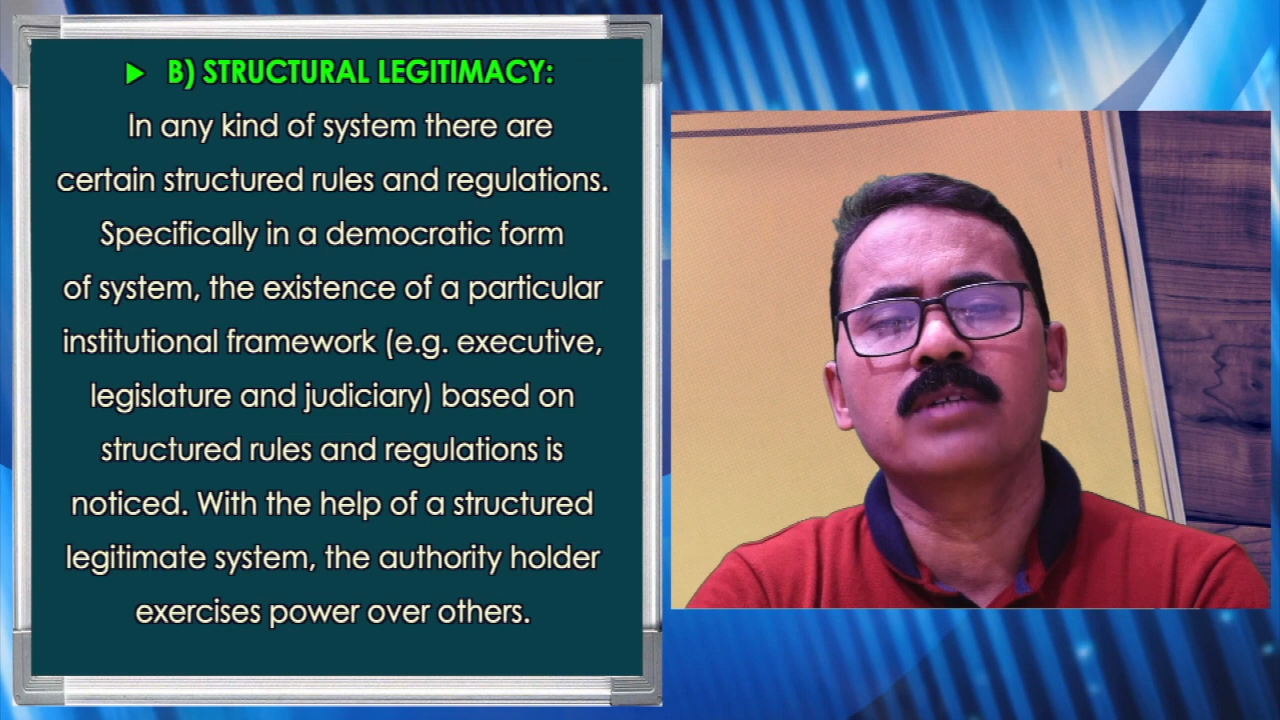 B) STRUCTURAL LEGITIMACY:
In any kind of system there are
certain structured rules and regulations.
Specifically in a democratic form
of system, the existence of a particular
institutional framework (e.g. executive,
legislature and judiciary) based on
structured rules and regulations is
noticed. With the help of a structured
legitimate system, the authority holder
exercises power over others.